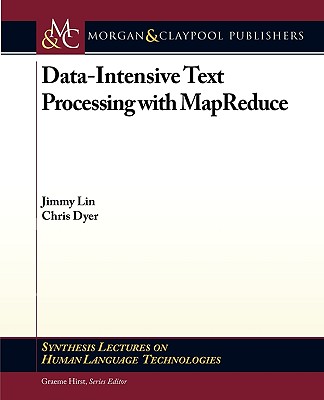 M&C
MORGAN&CLAYPOOL PUBLISHERS
Data-Intensive Text
Processing with MapReduce
Jimmy Lin
Chris Dyer
SYNTHESIS LECTURES ON
HUMAN LANGUAGE TECHNOLOGIES
Graeme Hirst, Series Editor